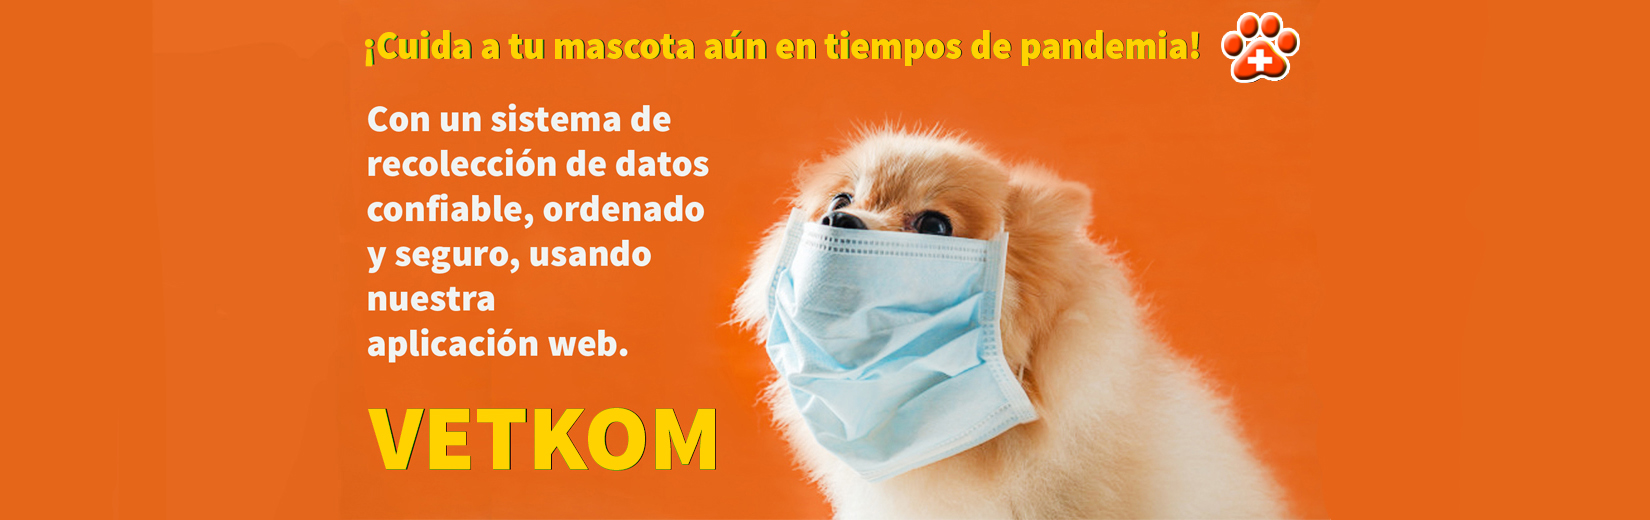 ¡Cuida a tu mascota aún en tiempos de pandemia!
Con un sistema de
recolección de datos
confiable, ordenado
y seguro, usando
nuestra
aplicación web.
VETKOM